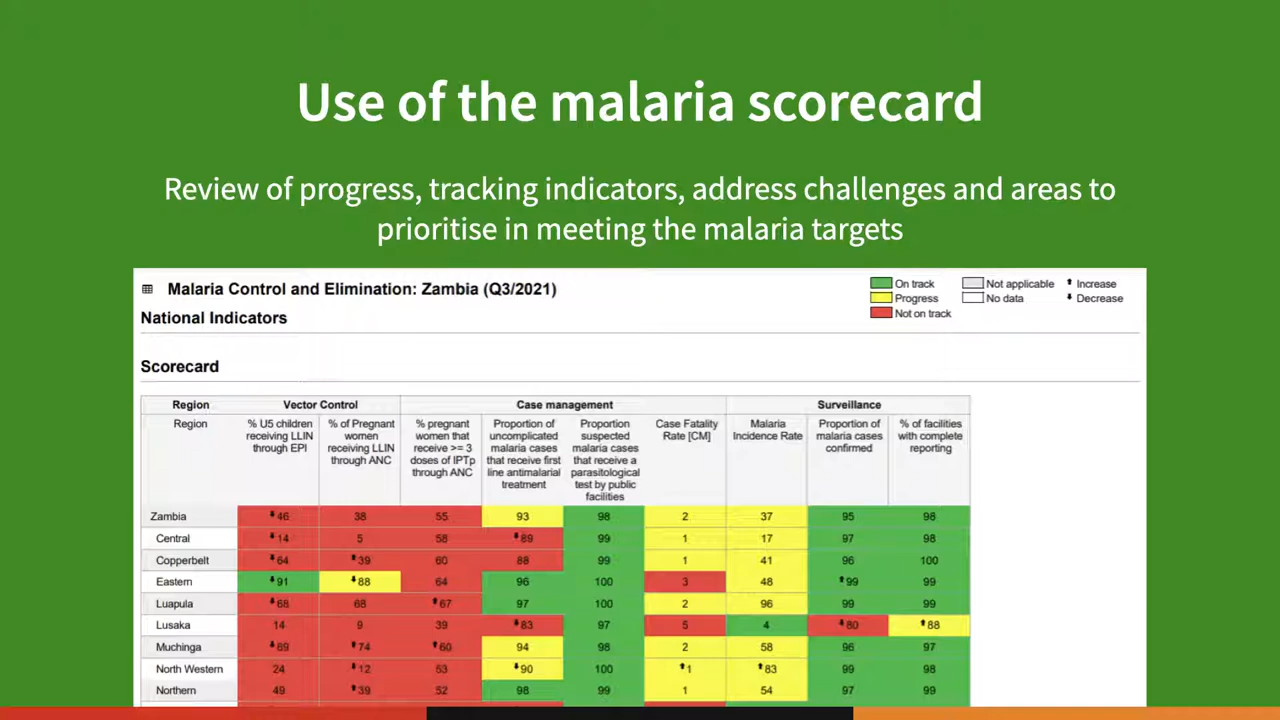 Use of the malaria scorecard
Review of progress, tracking indicators, address challenges and areas to
prioritise in meeting the malaria targets
Malaria Control and Elimination: Zambia (Q3/2021)
On track
Not applicable
Increase
Progress
No data
Decrease
Not on track
National Indicators
Scorecard
Region Vector Control Case management Surveillance
Region
% U5 children
receiving LLIN
through EPI
% of Pregnant
women
receiving LLIN
through ANC
% pregnant
women that
receive >= 3
doses of IPTp
through ANC
Proportion of
uncomplicated
malaria cases
that receive first
line antimalarial
treatment
Proportion
suspected
malaria cases
that receive a
parasitological
test by public
facilities
Case Fatality
Rate [CM]
Malaria
Incidence Rate
Proportion of
malaria cases
confirmed
% of facilities
with complete
reporting
Zambia 46 38 55 93 98 2 37 95 98
Central 14 5 58 89 99 1 17 97 98
Copperbelt 64 39 60 88 99 1 41 96 100
Eastern 91 88 64 96 100 3 48 99 99
Luapula 68 68 67 97 100 2 96 99 99
Lusaka 14 9 39 83 97 5 4 80 88
Muchinga 74 60 94 98 2 58 96 97
North Western 24 12 53 90 100 1 83 99 98
Northern 49 39 52 98 99 1 54 97 99